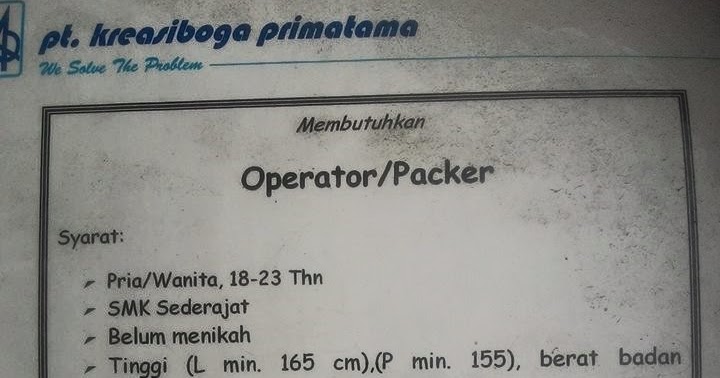 pt. kreasiboga primatama
We Solve The Problem
Membutuhkan
Operator/Packer
Syarat:
Pria/Wanita, 18-23 Thn
SMK Sederajat
Belum menikah
Tinggi (L min. 165 cm),(P min. 155), berat badan